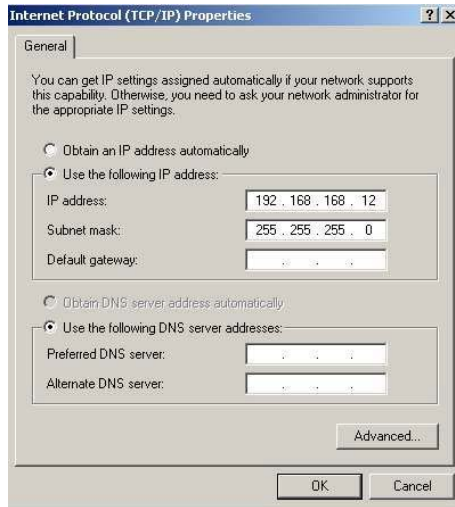 Internet Protocol (TCP/IP) Properties ? x
General
You can get IP settings assigned automatically if your network supports
this capability. Otherwise, you need to ask your network administrator for
the appropriate IP settings.
Obtain an IP address automatically
Use the following IP address:
IP address: 192 . 168 . 168 . 12
Subnet mask: 255 . 255 . 255 . 0
Default gateway: . . .
Obtain DNS server address automatically
Use the following DNS server addresses:
Preferred DNS server: . . .
Alternate DNS server: . . .
Advanced...
OK Cancel